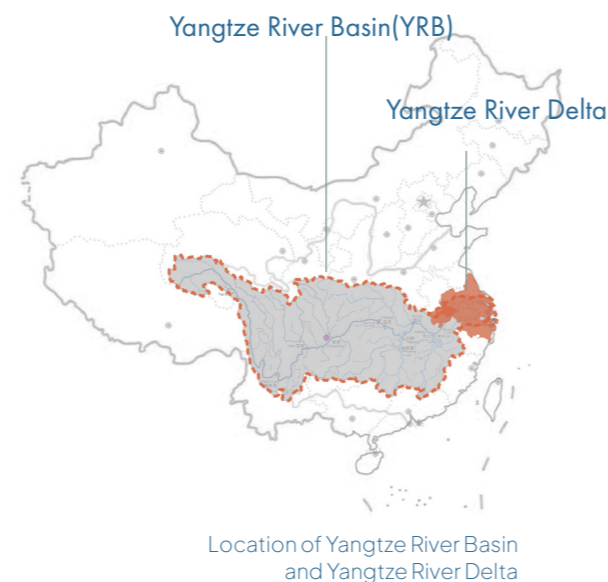 Yangtze River Basin(YRB)
Yangtze River Delta
Location of Yangtze River Basin
and Yangtze River Delta